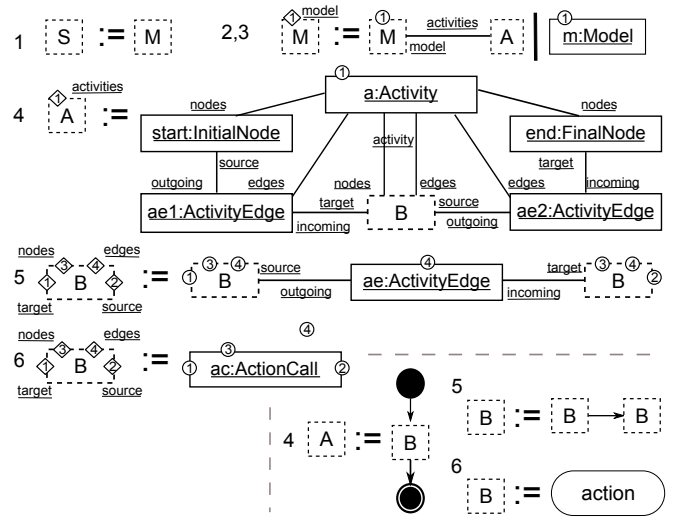 1 S := M
2,3 1 model M := 1 M model activities A | 1 m:Model
4 1 activities A :=
1 a:Activity
nodes nodes
start:InitialNode activity end:FinalNode
source target
outgoing edges nodes edges edges incoming
ae1:ActivityEdge target B source ae2:ActivityEdge
incoming outgoing
5 nodes edges 1 3 B 4 2 target source := 1 3 B 4 source outgoing 4 ae:ActivityEdge incoming target 3 B 4 2
6 nodes edges 1 3 B 4 2 target source := 4 1 3 ac:ActionCall 2
4 A := B
5 B := B B
6 B := action